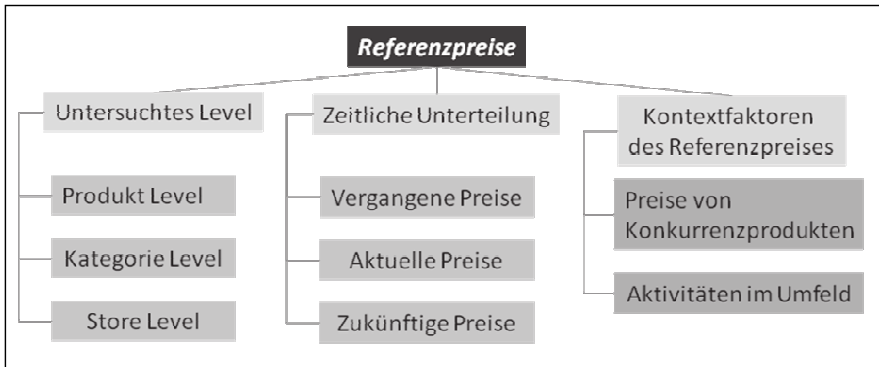 Referenzpreise
Untersuchtes Level
Produkt Level
Kategorie Level
Store Level
Zeitliche Unterteilung
Vergangene Preise
Aktuelle Preise
Zukünftige Preise
Kontextfaktoren
des Referenzpreises
Preise von
Konkurrenzprodukten
Aktivitäten im Umfeld